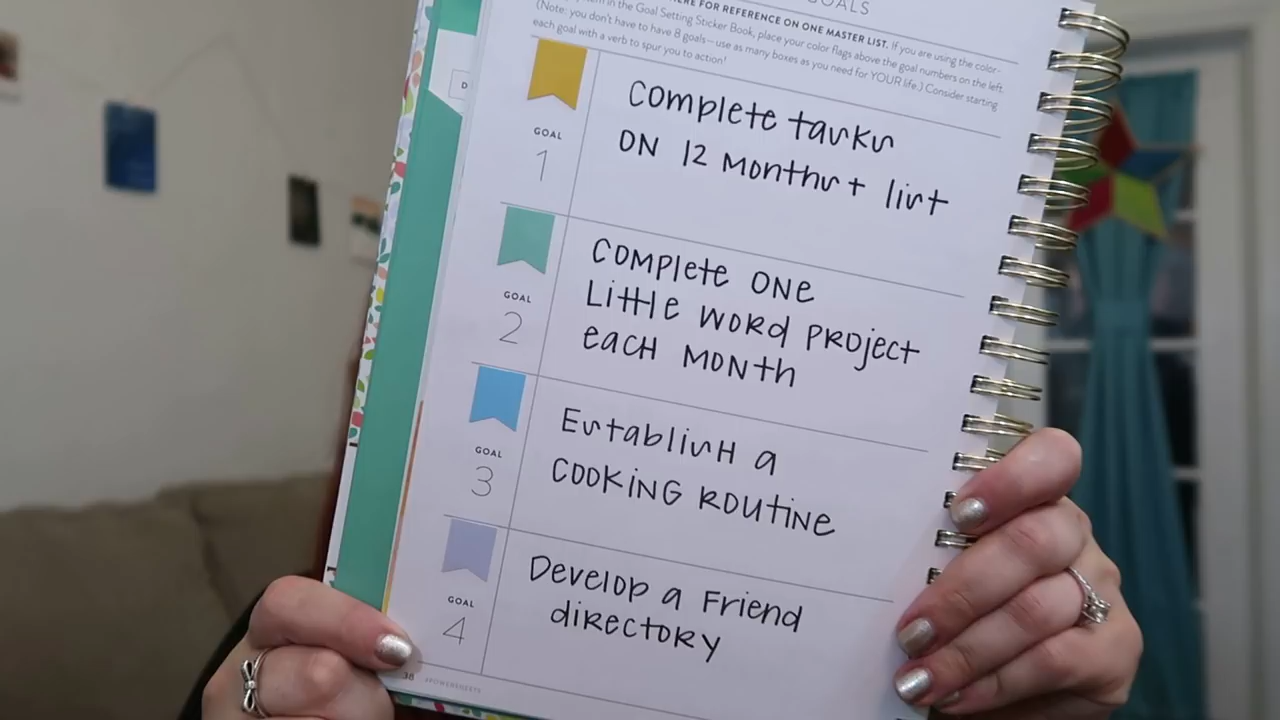 GOALS
HERE FOR REFERENCE ON ONE MASTER LIST. If you are using the color-
in the Goal Setting Sticker Book, place your color flags above the goal numbers on the left.
(Note: you don't have to have 8 goals—use as many boxes as you need for YOUR life.) Consider starting
each goal with a verb to spur you to action!
D
GOAL
1
Complete tasks
ON 12 Months+ list
GOAL
2
COMPLETE ONE
LittLe WORD PROJECT
EACH MONTH
GOAL
3
EstablisH a
COOKING ROUTINE
GOAL
4
Develop a Friend
directory
38
#POWERSHEETS